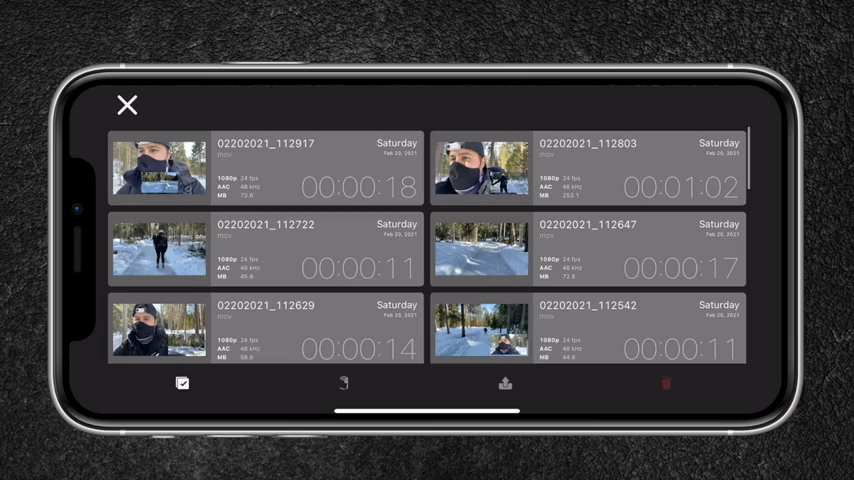 02202021_112917 Saturday
mov Feb 20, 2021
1080p 24 fps
AAC 48 kHz
MB 73.6
00:00:18
02202021_112803 Saturday
mov Feb 20, 2021
1080p 24 fps
AAC 48 kHz
MB 253.1
00:01:02
02202021_112722 Saturday
mov Feb 20, 2021
1080p 24 fps
AAC 48 kHz
MB 45.8
00:00:11
02202021_112647 Saturday
mov Feb 20, 2021
1080p 24 fps
AAC 48 kHz
MB 72.8
00:00:17
02202021_112629 Saturday
mov Feb 20, 2021
1080p 24 fps
AAC 48 kHz
MB 58.6
00:00:14
02202021_112542 Saturday
mov Feb 20, 2021
1080p 24 fps
AAC 48 kHz
MB 44.8
00:00:11